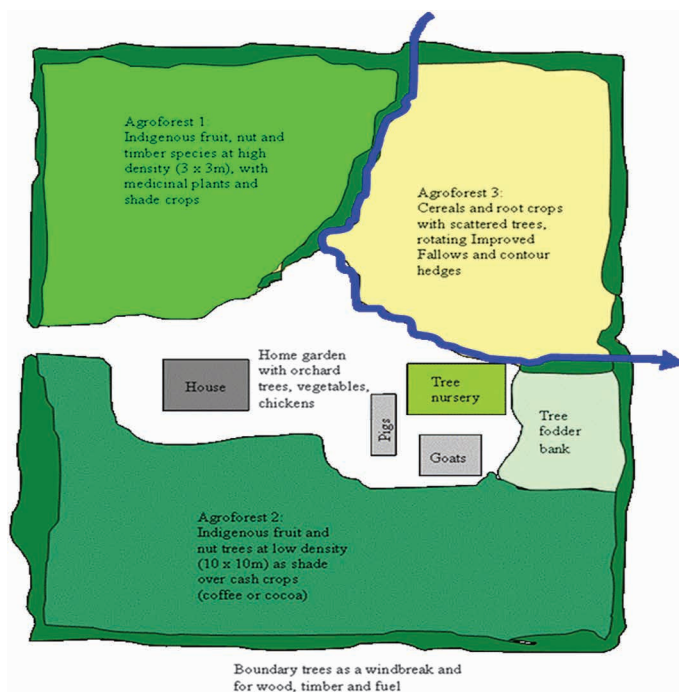 Agroforest 1:
Indigenous fruit, nut and
timber species at high
density (3 x 3m), with
medicinal plants and
shade crops
Agroforest 3:
Cereals and root crops
with scattered trees,
rotating Improved
Fallows and contour
hedges
House
Home garden
with orchard
trees, vegetables,
chickens
Pigs
Tree
nursery
Goats
Tree
fodder
bank
Agroforest 2:
Indigenous fruit and
nut trees at low density
(10 x 10m) as shade
over cash crops
(coffee or cocoa)
Boundary trees as a windbreak and
for wood, timber and fuel